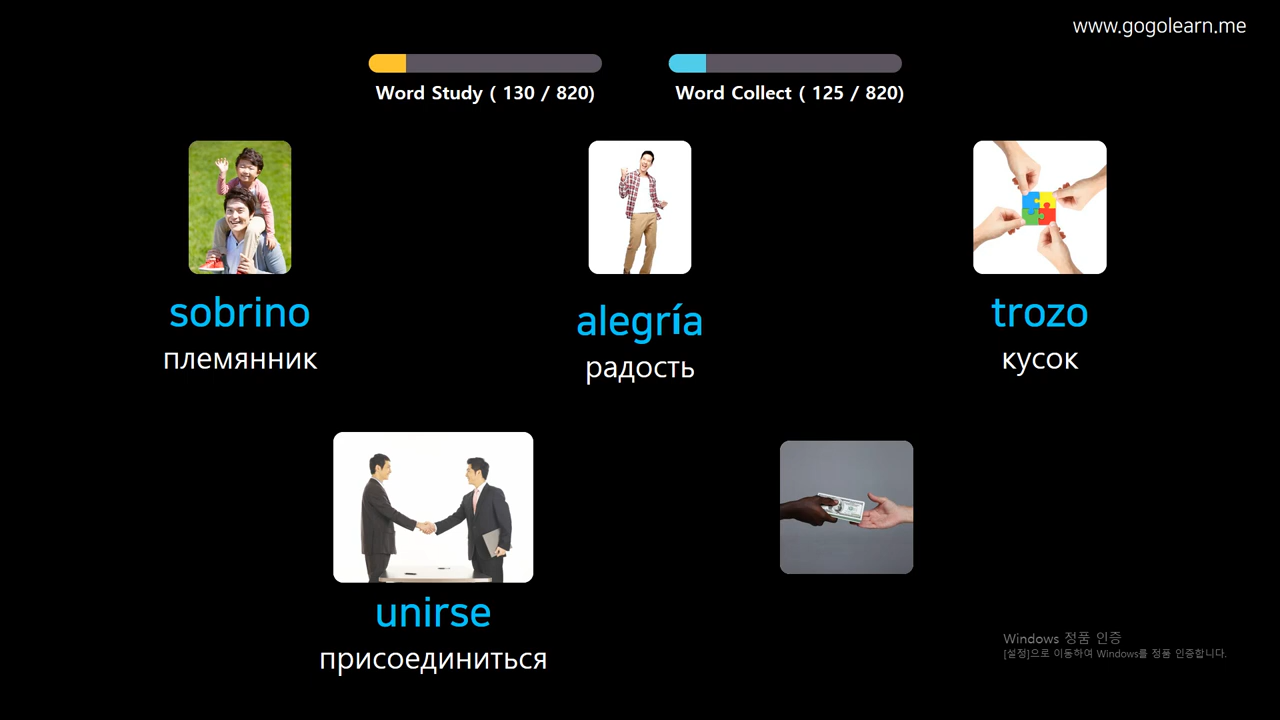 www.gogolearn.me
Word Study ( 130 / 820)
Word Collect ( 125 / 820)
sobrino
племянник
alegría
радость
trozo
кусок
unirse
присоединиться
Windows 정품 인증
[설정]으로 이동하여 Windows를 정품 인증합니다.